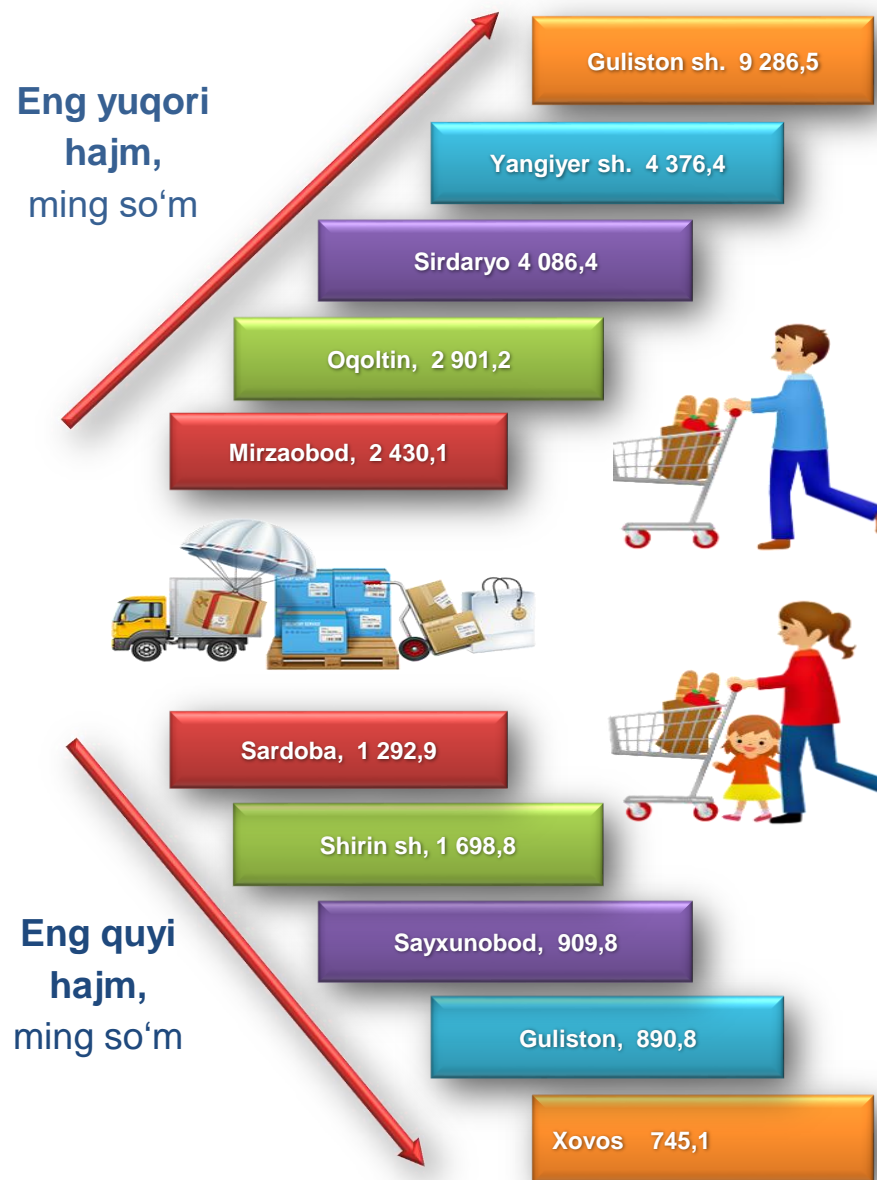 Eng yuqori
hajm,
ming so‘m
Guliston sh. 9 286,5
Yangiyer sh. 4 376,4
Sirdaryo 4 086,4
Oqoltin, 2 901,2
Mirzaobod, 2 430,1
Sardoba, 1 292,9
Shirin sh, 1 698,8
Sayxunobod, 909,8
Guliston, 890,8
Xovos 745,1
Eng quyi
hajm,
ming so‘m